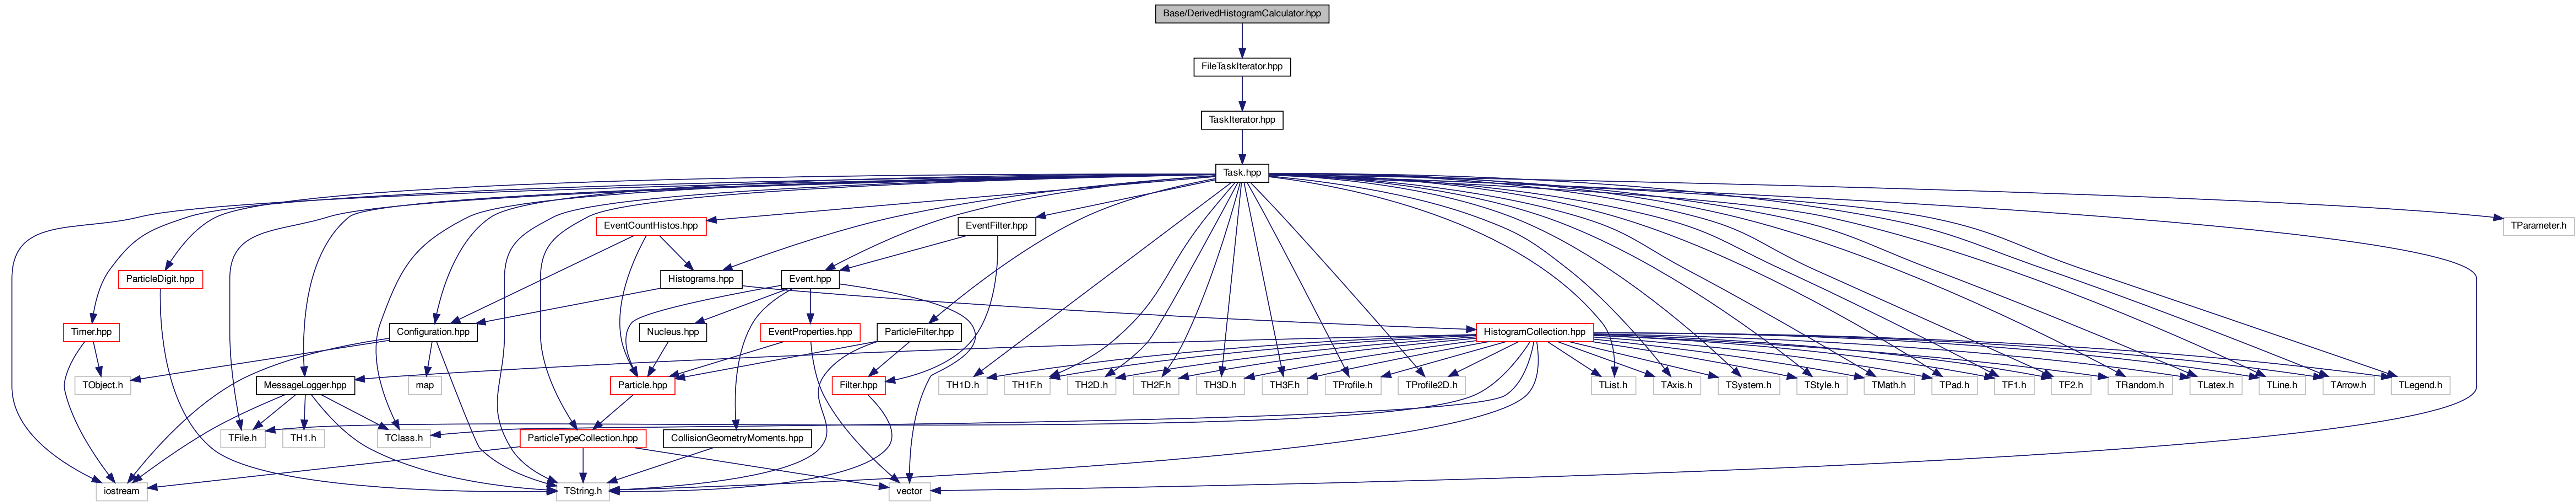 Base/DerivedHistogramCalculator.hpp
FileTaskIterator.hpp
TaskIterator.hpp
Task.hpp
EventCountHistos.hpp
EventFilter.hpp
TParameter.h
ParticleDigit.hpp
Histograms.hpp
Event.hpp
Timer.hpp
Configuration.hpp
Nucleus.hpp
EventProperties.hpp
ParticleFilter.hpp
HistogramCollection.hpp
TObject.h
MessageLogger.hpp
map
Particle.hpp
Filter.hpp
TH1D.h
TH1F.h
TH2D.h
TH2F.h
TH3D.h
TH3F.h
TProfile.h
TProfile2D.h
TList.h
TAxis.h
TSystem.h
TStyle.h
TMath.h
TPad.h
TF1.h
TF2.h
TRandom.h
TLatex.h
TLine.h
TArrow.h
TLegend.h
TFile.h
TH1.h
TClass.h
ParticleTypeCollection.hpp
CollisionGeometryMoments.hpp
iostream
TString.h
vector